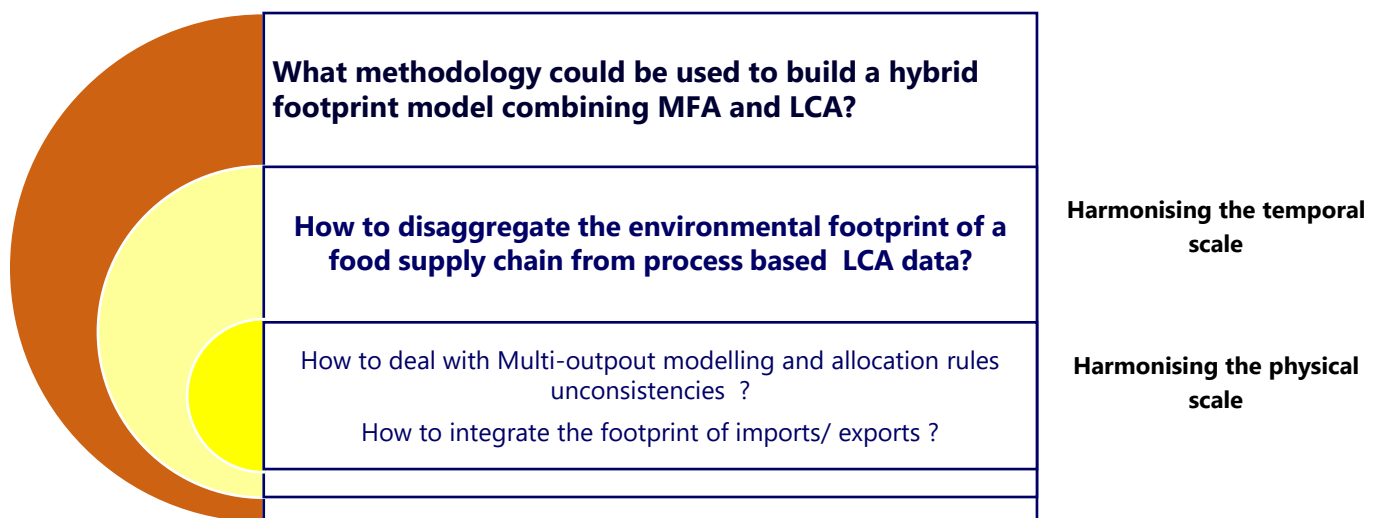 What methodology could be used to build a hybrid
footprint model combining MFA and LCA?
How to disaggregate the environmental footprint of a
food supply chain from process based LCA data?
Harmonising the temporal
scale
How to deal with Multi-outpout modelling and allocation rules
unconsistencies ?
How to integrate the footprint of imports/ exports ?
Harmonising the physical
scale